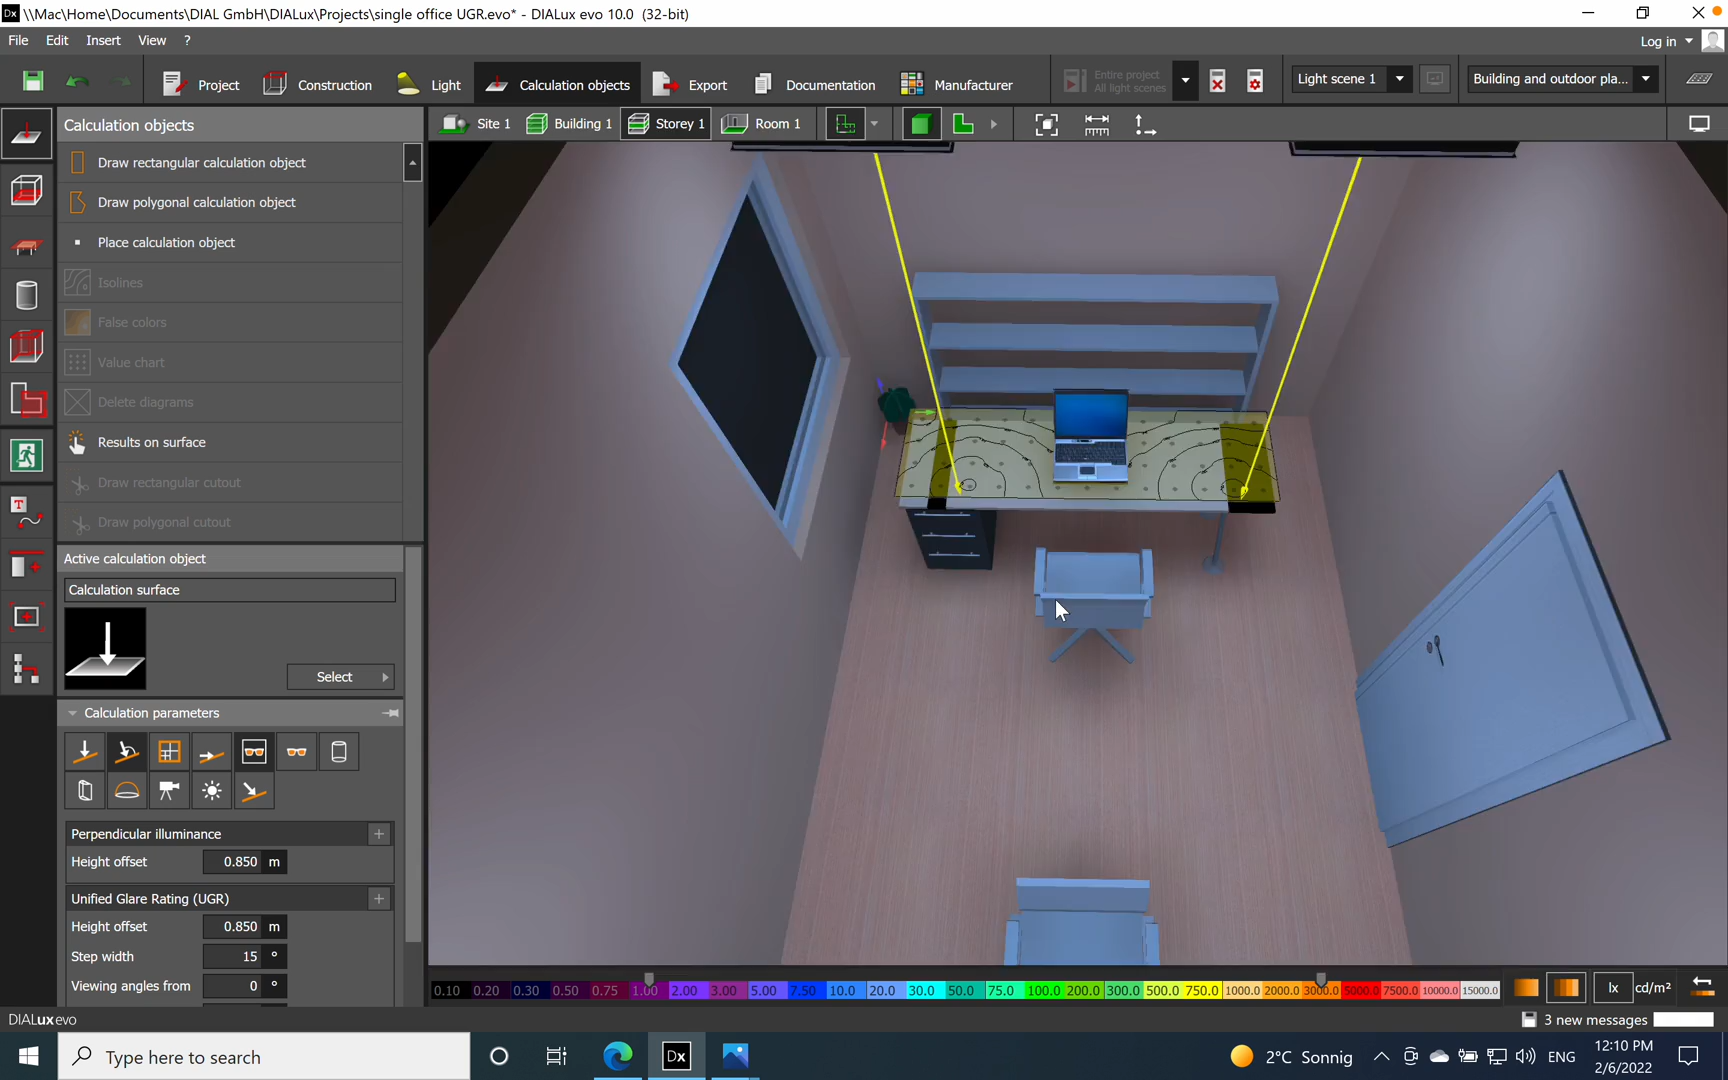 Dx \\Mac\Home\Documents\DIAL GmbH\DIALux\Projects\single office UGR.evo* - DIALux evo 10.0 (32-bit)
File Edit Insert View ? Log in
Project Construction Light Calculation objects Export Documentation Manufacturer Entire project All light scenes Light scene 1 Building and outdoor pla...
Calculation objects Site 1 Building 1 Storey 1 Room 1
Draw rectangular calculation object
Draw polygonal calculation object
Place calculation object
Isolines
False colors
Value chart
Delete diagrams
Results on surface
Draw rectangular cutout
Draw polygonal cutout
Active calculation object
Calculation surface
Select
Calculation parameters
Perpendicular illuminance +
Height offset 0.850 m
Unified Glare Rating (UGR) +
Height offset 0.850 m
Step width 15 °
Viewing angles from 0 °
0.10 0.20 0.30 0.50 0.75 1.00 2.00 3.00 5.00 7.50 10.0 20.0 30.0 50.0 75.0 100.0 200.0 300.0 500.0 750.0 1000.0 2000.0 3000.0 5000.0 7500.0 10000.0 15000.0 lx cd/m²
DIALux evo 3 new messages
Type here to search Dx 2°C Sonnig ENG 12:10 PM
2/6/2022